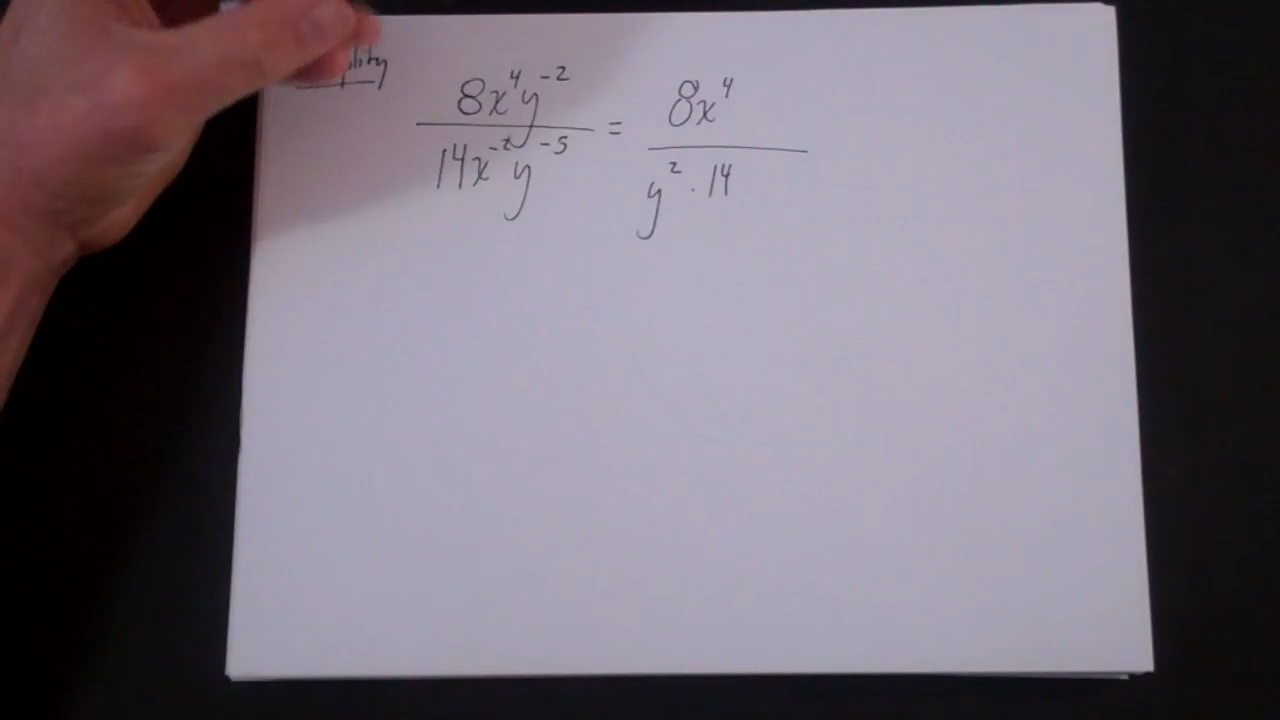 8x⁴y⁻² / 14x⁻²y⁻⁵ = 8x⁴ / y² · 14